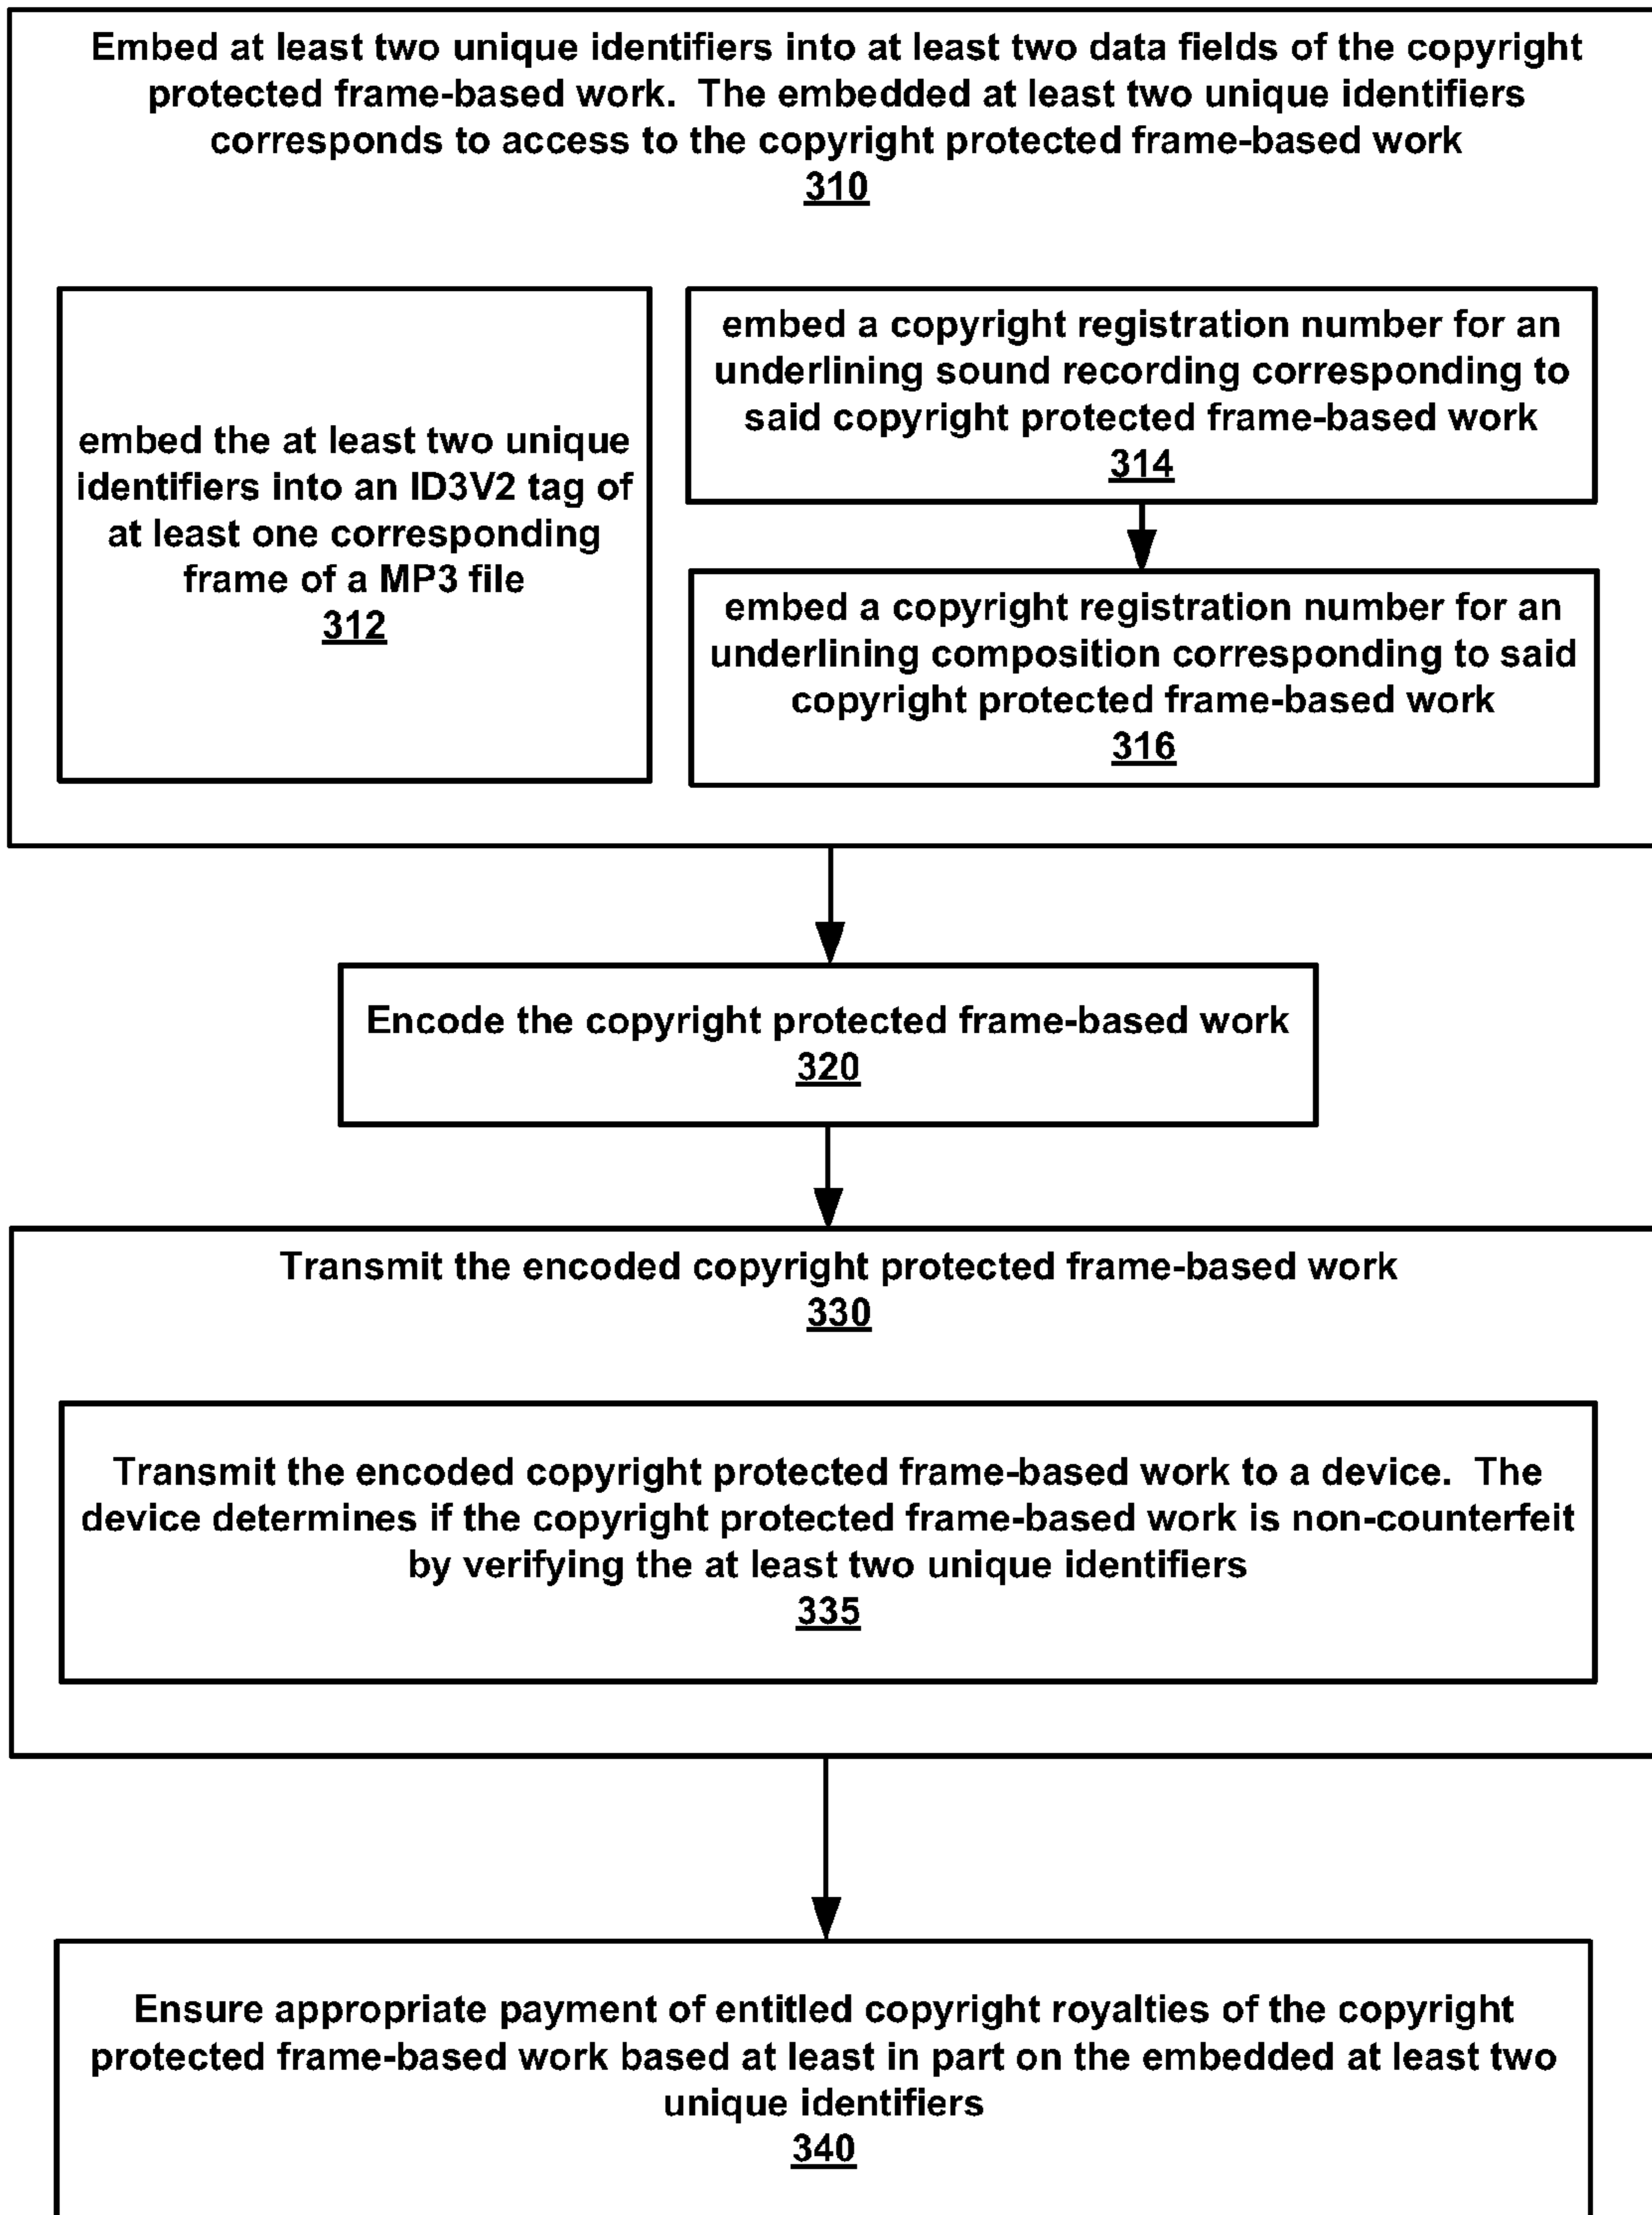 Embed at least two unique identifiers into at least two data fields of the copyright
protected frame-based work.  The embedded at least two unique identifiers
corresponds to access to the copyright protected frame-based work
310
embed the at least two unique
identifiers into an ID3V2 tag of
at least one corresponding
frame of a MP3 file
312
embed a copyright registration number for an
underlining sound recording corresponding to
said copyright protected frame-based work
314
embed a copyright registration number for an
underlining composition corresponding to said
copyright protected frame-based work
316
Encode the copyright protected frame-based work
320
Transmit the encoded copyright protected frame-based work
330
Transmit the encoded copyright protected frame-based work to a device.  The
device determines if the copyright protected frame-based work is non-counterfeit
by verifying the at least two unique identifiers
335
Ensure appropriate payment of entitled copyright royalties of the copyright
protected frame-based work based at least in part on the embedded at least two
unique identifiers
340